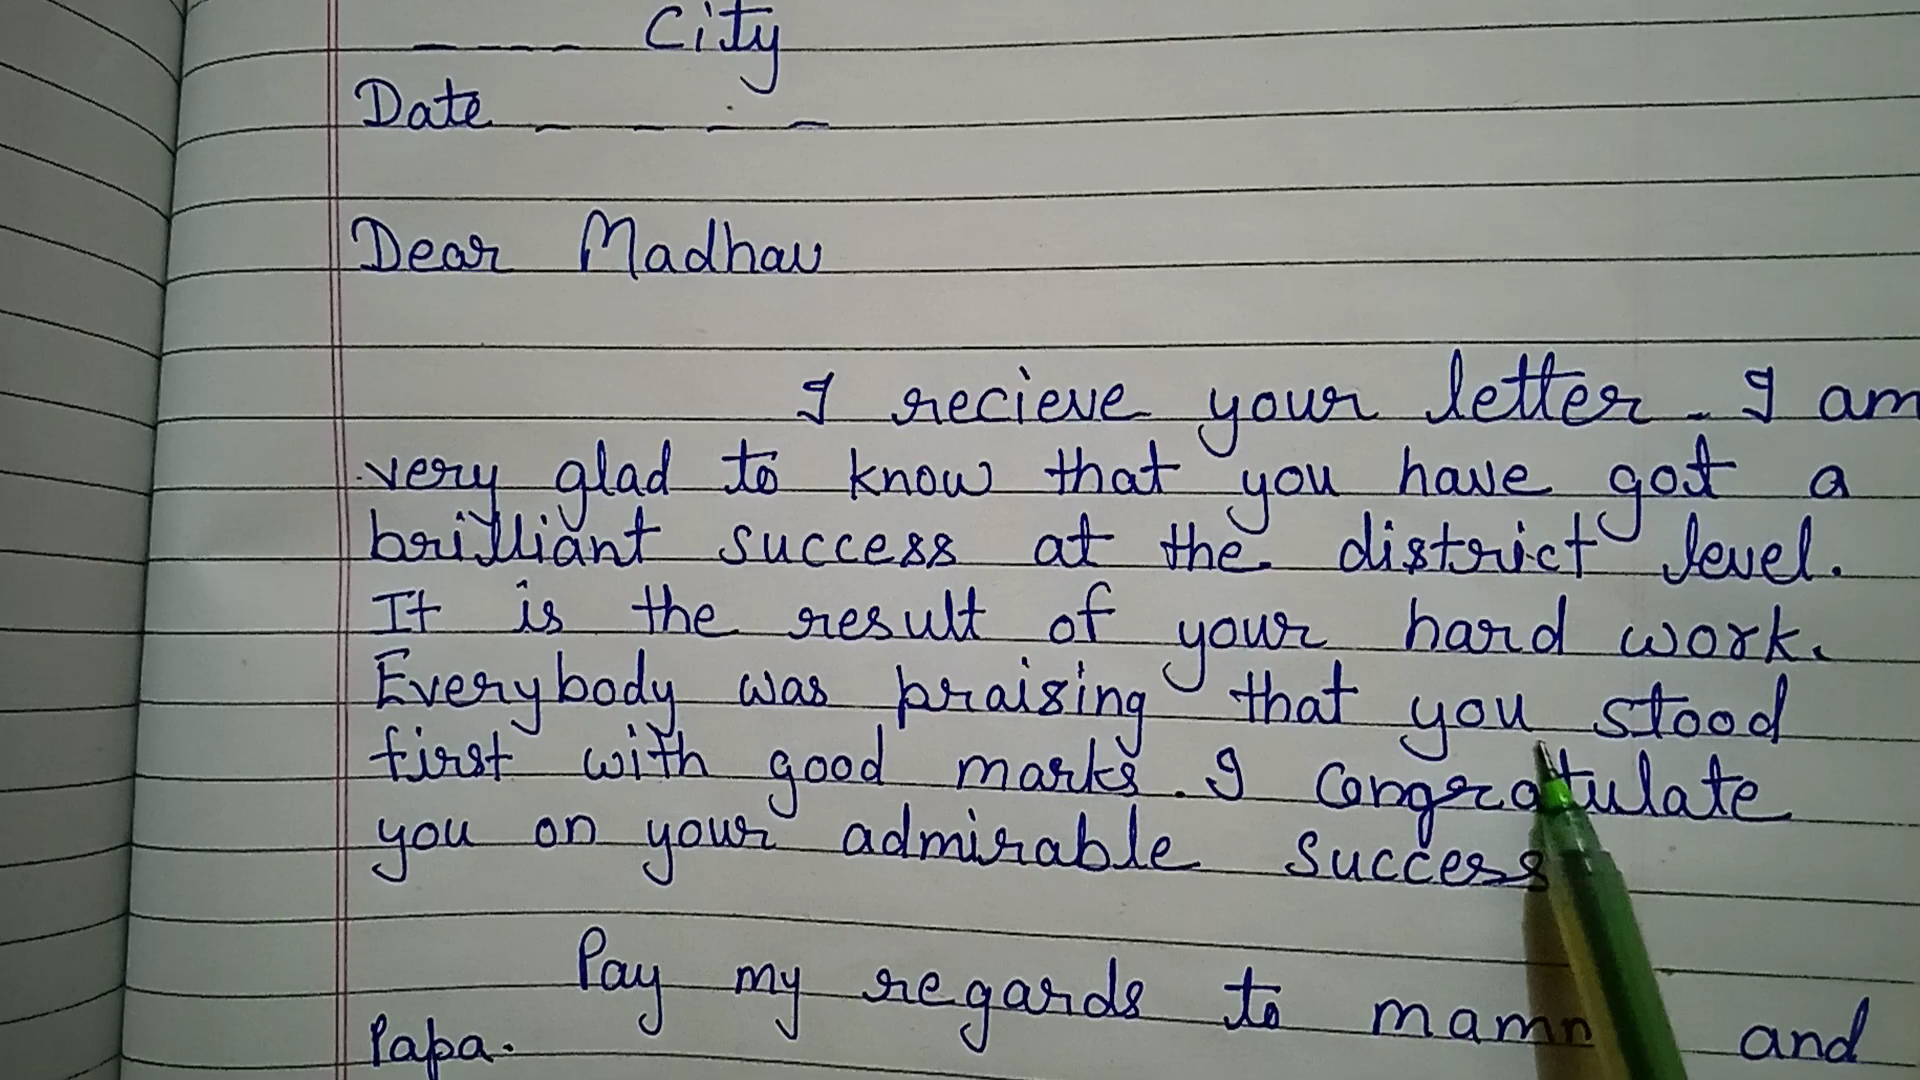 ____ City
Date _ _ _ _
Dear Madhav
I recieve your letter. I am
very glad to know that you have got a
brilliant success at the district level.
It is the result of your hard work.
Everybody was praising that you stood
first with good marks. I Congratulate
you on your admirable success
Pay my regards to and
Papa.